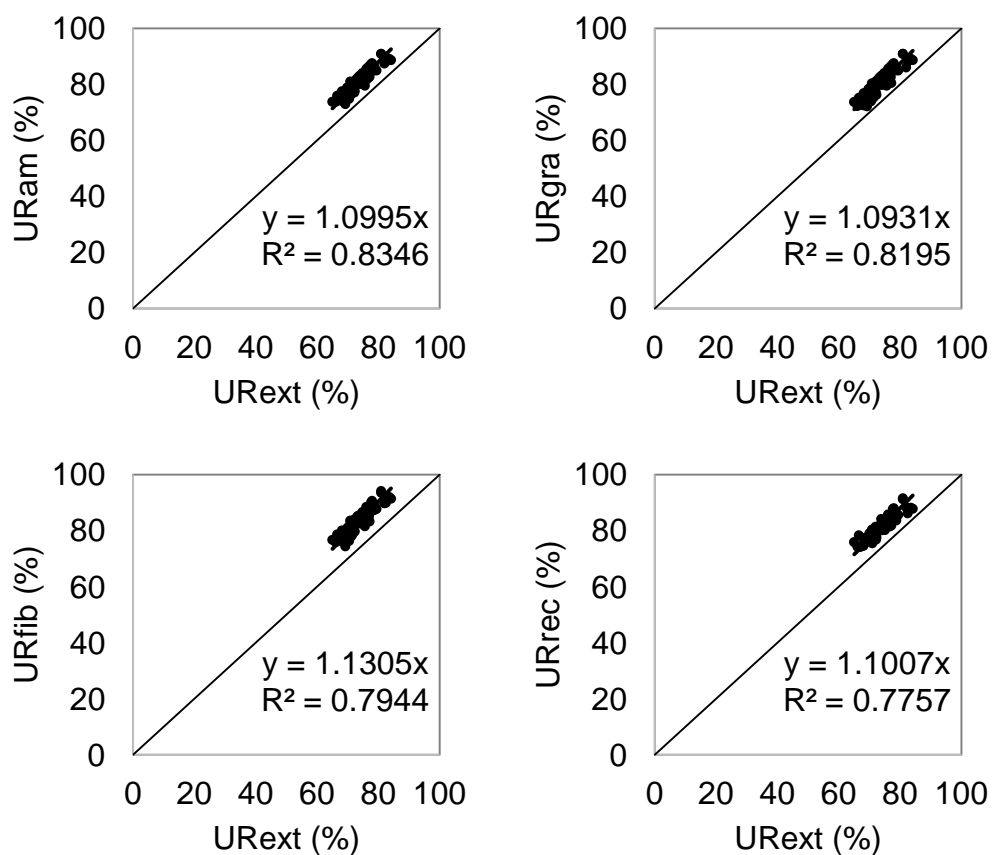 URam (%)
100
80
60
40
20
0
y = 1.0995x
R² = 0.8346
0 20 40 60 80 100
URext (%)
URgra (%)
100
80
60
40
20
0
y = 1.0931x
R² = 0.8195
0 20 40 60 80 100
URext (%)
URfib (%)
100
80
60
40
20
0
y = 1.1305x
R² = 0.7944
0 20 40 60 80 100
URext (%)
URrec (%)
100
80
60
40
20
0
y = 1.1007x
R² = 0.7757
0 20 40 60 80 100
URext (%)